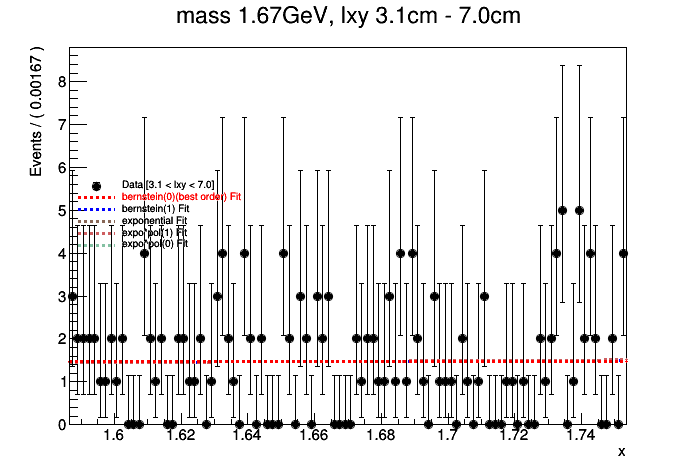 mass 1.67GeV, lxy 3.1cm - 7.0cm
Events / ( 0.00167 )
8
7
6
5
4
3
2
1
0
Data [3.1 < lxy < 7.0]
bernstein(0)(best order) Fit
bernstein(1) Fit
exponential Fit
expo*pol(1) Fit
expo*pol(0) Fit
1.6 1.62 1.64 1.66 1.68 1.7 1.72 1.74
x